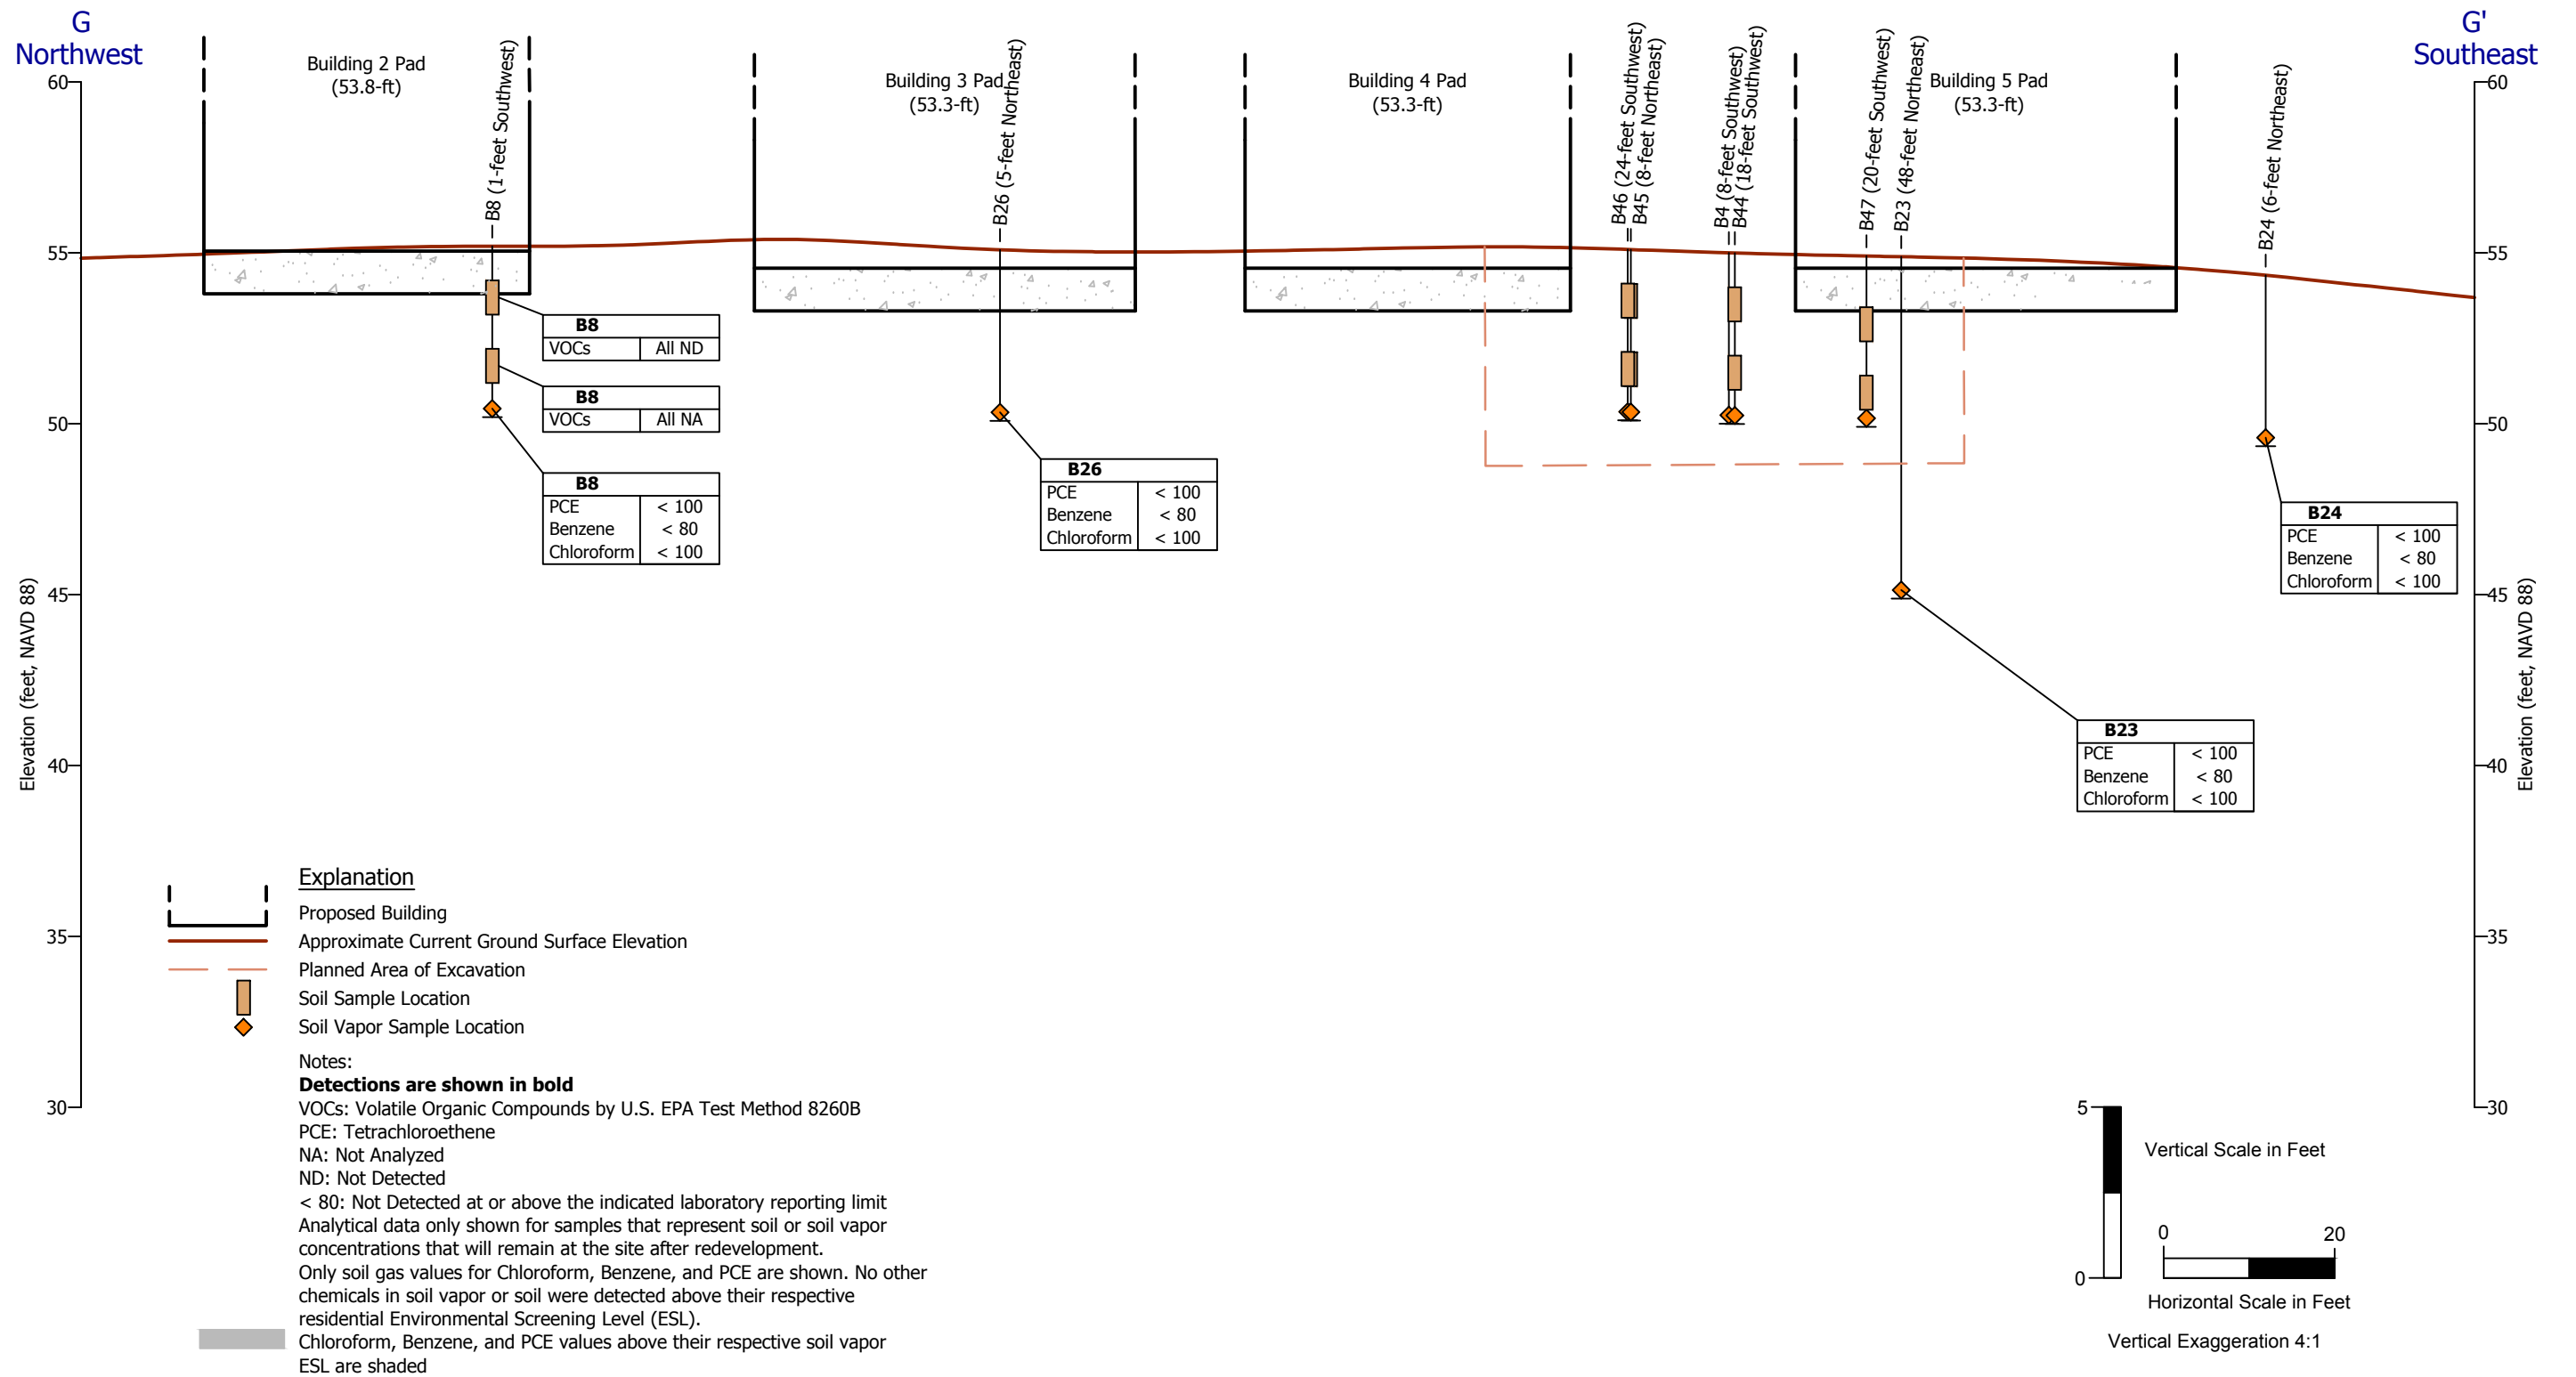 G
Northwest
G'
Southeast
Building 2 Pad
(53.8-ft)
B8 (1-feet Southwest)
Building 3 Pad
(53.3-ft)
B26 (5-feet Northeast)
Building 4 Pad
(53.3-ft)
B46 (24-feet Southwest)
B45 (8-feet Northeast)
B4 (8-feet Southwest)
B44 (18-feet Southwest)
B47 (20-feet Southwest)
B23 (48-feet Northeast)
Building 5 Pad
(53.3-ft)
B24 (6-feet Northeast)
60
55
50
45
40
35
30
Elevation (feet, NAVD 88)
60
55
50
45
40
35
30
Elevation (feet, NAVD 88)
B8
VOCs All ND
B8
VOCs All NA
B8
PCE < 100
Benzene < 80
Chloroform < 100
B26
PCE < 100
Benzene < 80
Chloroform < 100
B24
PCE < 100
Benzene < 80
Chloroform < 100
B23
PCE < 100
Benzene < 80
Chloroform < 100
Explanation
Proposed Building
Approximate Current Ground Surface Elevation
Planned Area of Excavation
Soil Sample Location
Soil Vapor Sample Location
Notes:
Detections are shown in bold
VOCs: Volatile Organic Compounds by U.S. EPA Test Method 8260B
PCE: Tetrachloroethene
NA: Not Analyzed
ND: Not Detected
< 80: Not Detected at or above the indicated laboratory reporting limit
Analytical data only shown for samples that represent soil or soil vapor
concentrations that will remain at the site after redevelopment.
Only soil gas values for Chloroform, Benzene, and PCE are shown. No other
chemicals in soil vapor or soil were detected above their respective
residential Environmental Screening Level (ESL).
Chloroform, Benzene, and PCE values above their respective soil vapor
ESL are shaded
5
0
Vertical Scale in Feet
0 20
Horizontal Scale in Feet
Vertical Exaggeration 4:1